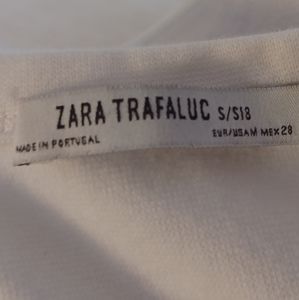 ZARA TRAFALUC S/S18
MADE IN PORTUGAL EUR/USA M MEX 28